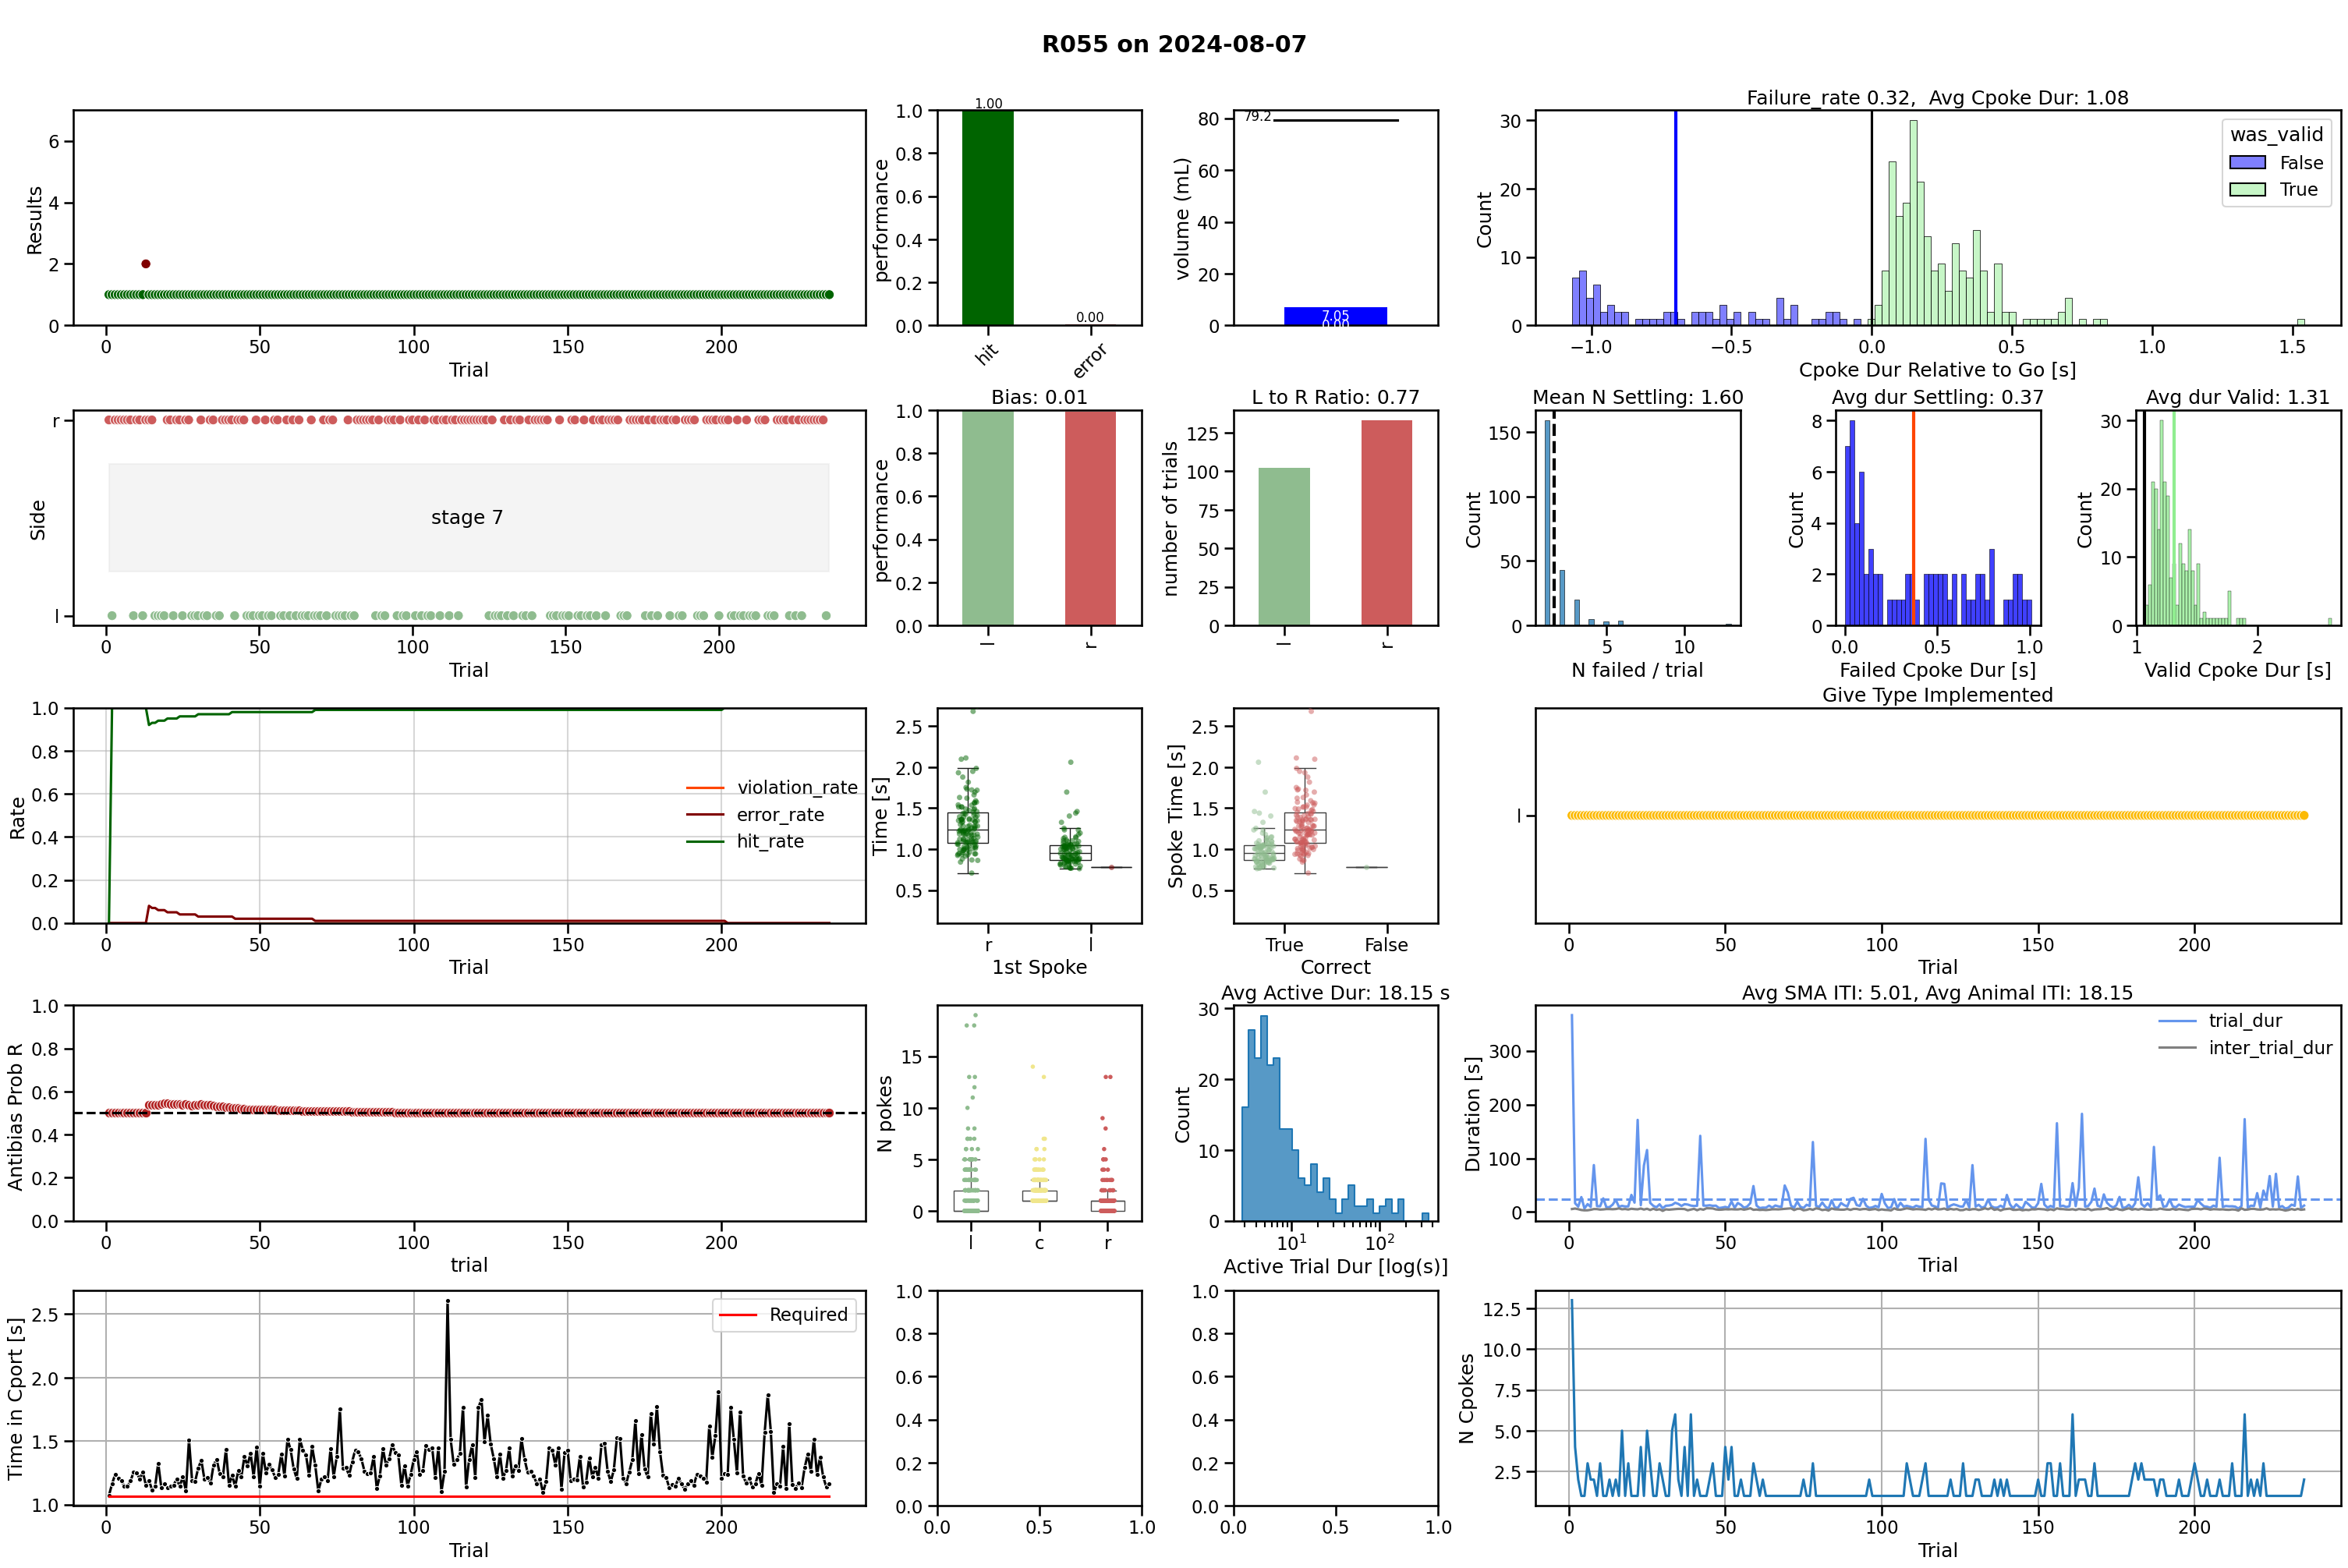 R055 on 2024-08-07
Results
6
4
2
0
0 50 100 150 200
Trial
performance
1.0
0.8
0.6
0.4
0.2
0.0
1.00
0.00
hit error
volume (mL)
80
60
40
20
0
79.2
7.05
0.00
Failure_rate 0.32,  Avg Cpoke Dur: 1.08
Count
30
20
10
0
was_valid
False
True
−1.0 −0.5 0.0 0.5 1.0 1.5
Cpoke Dur Relative to Go [s]
Side
r
stage 7
l
0 50 100 150 200
Trial
Bias: 0.01
performance
1.0
0.8
0.6
0.4
0.2
0.0
l r
L to R Ratio: 0.77
number of trials
125
100
75
50
25
0
l r
Mean N Settling: 1.60
Count
150
100
50
0
5 10
N failed / trial
Avg dur Settling: 0.37
Count
8
6
4
2
0
0.0 0.5 1.0
Failed Cpoke Dur [s]
Avg dur Valid: 1.31
Count
30
20
10
0
1 2
Valid Cpoke Dur [s]
Rate
1.0
0.8
0.6
0.4
0.2
0.0
violation_rate
error_rate
hit_rate
0 50 100 150 200
Trial
Time [s]
2.5
2.0
1.5
1.0
0.5
r l
1st Spoke
Spoke Time [s]
2.5
2.0
1.5
1.0
0.5
True False
Correct
Give Type Implemented
l
0 50 100 150 200
Trial
Antibias Prob R
1.0
0.8
0.6
0.4
0.2
0.0
0 50 100 150 200
trial
N pokes
15
10
5
0
l c r
Avg Active Dur: 18.15 s
Count
30
20
10
0
10¹ 10²
Active Trial Dur [log(s)]
Avg SMA ITI: 5.01, Avg Animal ITI: 18.15
Duration [s]
300
200
100
0
trial_dur
inter_trial_dur
0 50 100 150 200
Trial
Time in Cport [s]
2.5
2.0
1.5
1.0
Required
0 50 100 150 200
Trial
1.0
0.8
0.6
0.4
0.2
0.0
0.0 0.5 1.0
1.0
0.8
0.6
0.4
0.2
0.0
0.0 0.5 1.0
N Cpokes
12.5
10.0
7.5
5.0
2.5
0 50 100 150 200
Trial